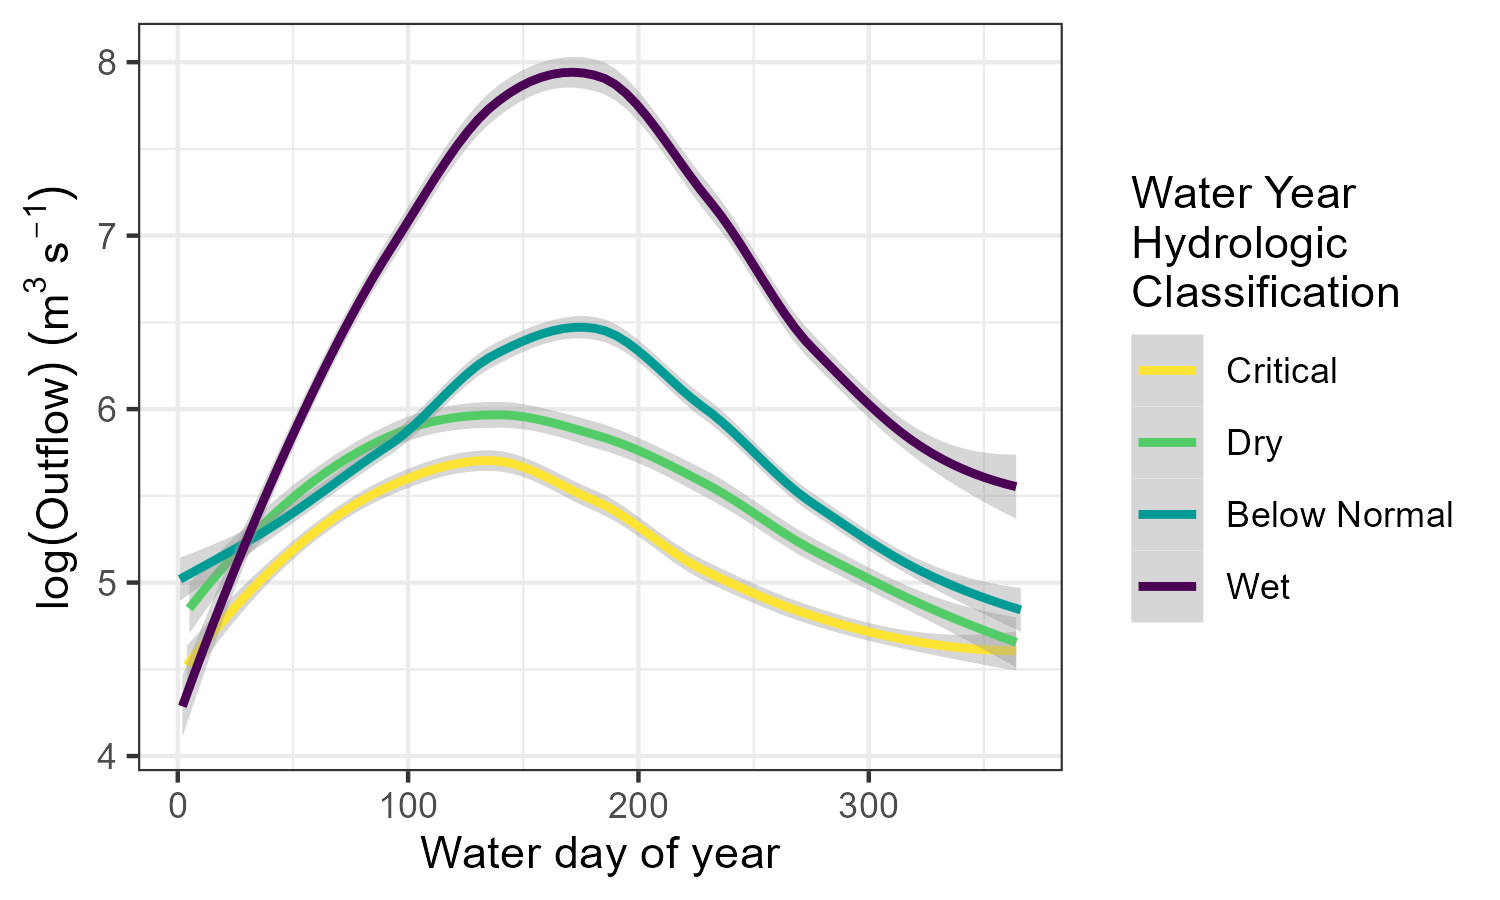 8
7
6
5
4
log(Outflow) (m³ s⁻¹)
0 100 200 300
Water day of year
Water Year
Hydrologic
Classification
Critical
Dry
Below Normal
Wet